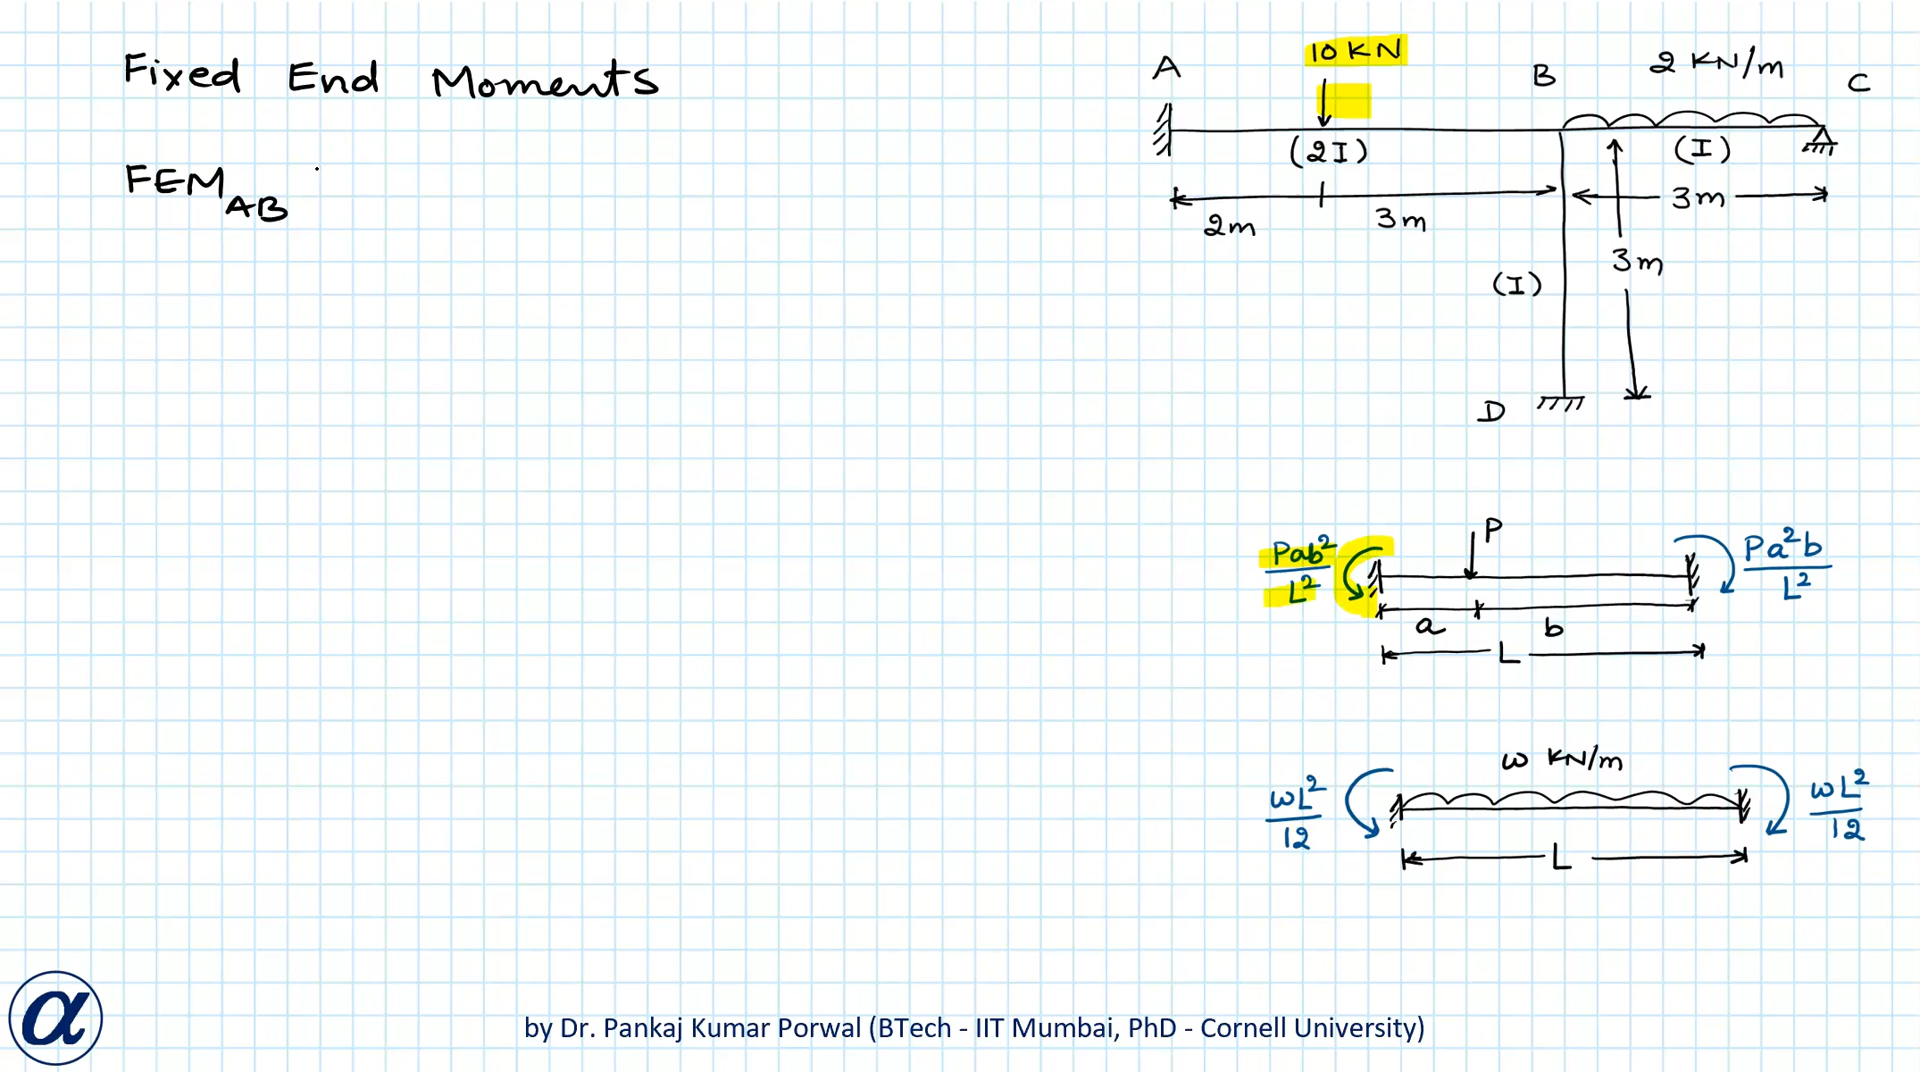 Fixed End Moments
FEM_AB
A
10 KN
B
2 KN/m
C
(2I)
(I)
2m
3m
3m
(I)
3m
D
P
Pab²/L²
Pa²b/L²
a
b
L
ω KN/m
ωL²/12
ωL²/12
L
α
by Dr. Pankaj Kumar Porwal (BTech - IIT Mumbai, PhD - Cornell University)